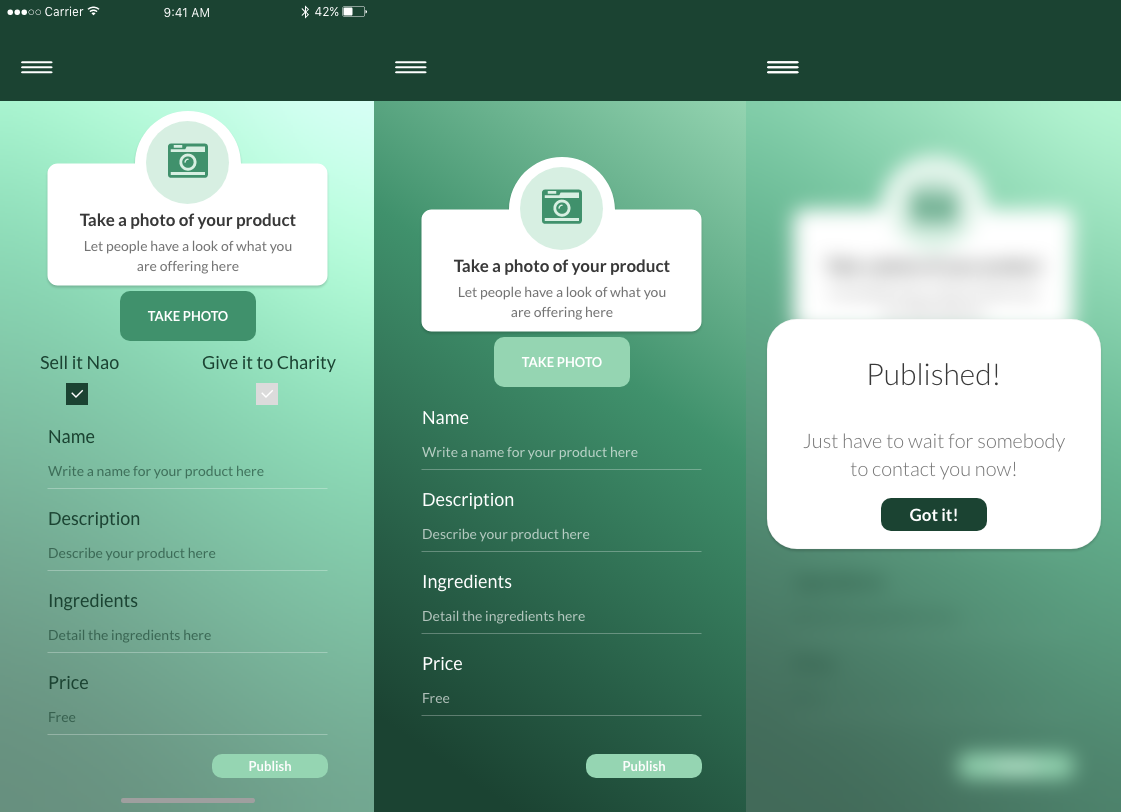 Carrier 9:41 AM 42%
Take a photo of your product
Let people have a look of what you
are offering here
TAKE PHOTO
Sell it Nao Give it to Charity
Name
Write a name for your product here
Description
Describe your product here
Ingredients
Detail the ingredients here
Price
Free
Publish
Take a photo of your product
Let people have a look of what you
are offering here
TAKE PHOTO
Name
Write a name for your product here
Description
Describe your product here
Ingredients
Detail the ingredients here
Price
Free
Publish
Published!
Just have to wait for somebody
to contact you now!
Got it!